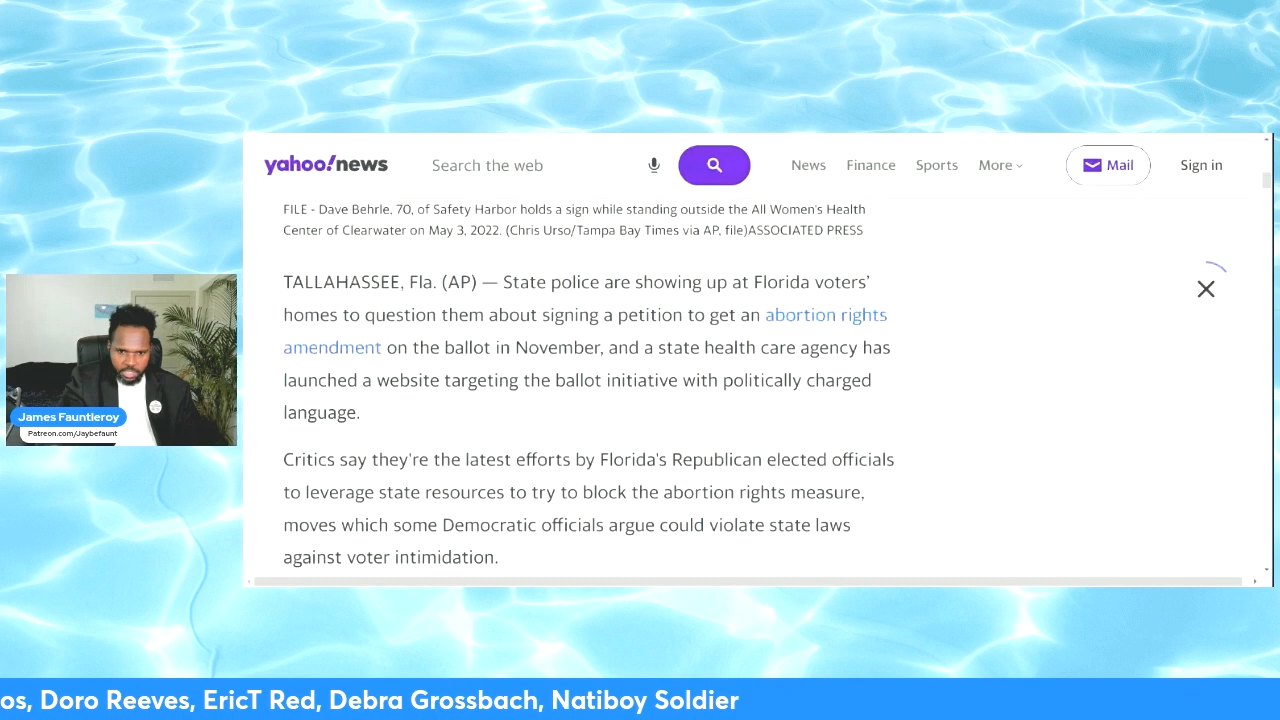 yahoo!news
Search the web
News Finance Sports More
Mail
Sign in
FILE - Dave Behrle, 70, of Safety Harbor holds a sign while standing outside the All Women's Health
Center of Clearwater on May 3, 2022. (Chris Urso/Tampa Bay Times via AP, file)ASSOCIATED PRESS
TALLAHASSEE, Fla. (AP) — State police are showing up at Florida voters’
homes to question them about signing a petition to get an abortion rights
amendment on the ballot in November, and a state health care agency has
launched a website targeting the ballot initiative with politically charged
language.
Critics say they're the latest efforts by Florida's Republican elected officials
to leverage state resources to try to block the abortion rights measure,
moves which some Democratic officials argue could violate state laws
against voter intimidation.
James Fauntleroy
Patreon.com/Jaybefaunt
os, Doro Reeves, EricT Red, Debra Grossbach, Natiboy Soldier